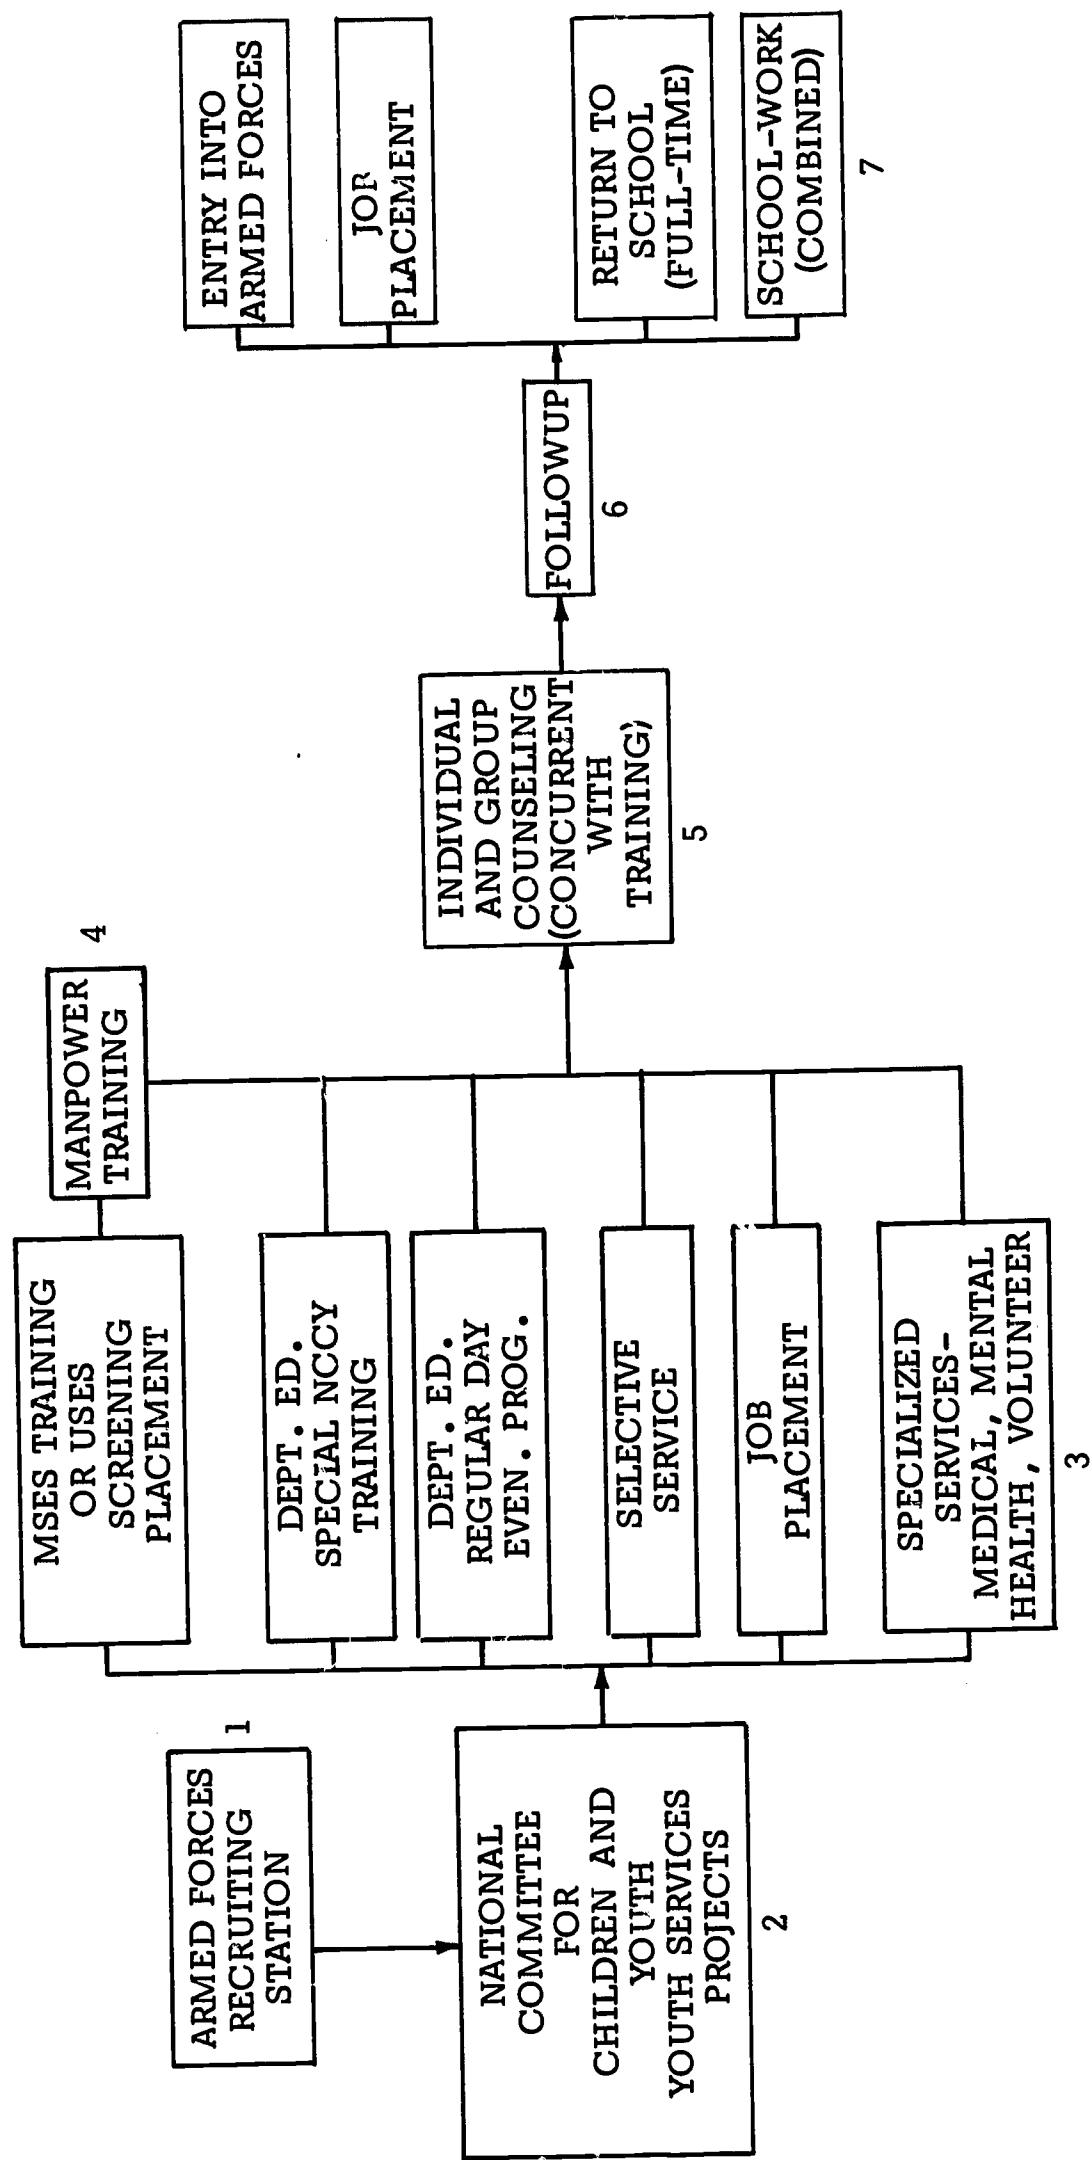 ARMED FORCES
RECRUITING
STATION
1
NATIONAL
COMMITTEE
FOR
CHILDREN AND
YOUTH
YOUTH SERVICES
PROJECTS
2
MSES TRAINING
OR USES
SCREENING
PLACEMENT
DEPT. ED.
SPECIAL NCCY
TRAINING
DEPT. ED.
REGULAR DAY
EVEN. PROG.
SELECTIVE
SERVICE
JOB
PLACEMENT
SPECIALIZED
SERVICES-
MEDICAL, MENTAL
HEALTH, VOLUNTEER
3
MANPOWER
TRAINING
4
INDIVIDUAL
AND GROUP
COUNSELING
(CONCURRENT
WITH
TRAINING)
5
FOLLOWUP
6
ENTRY INTO
ARMED FORCES
JOB
PLACEMENT
RETURN TO
SCHOOL
(FULL-TIME)
SCHOOL-WORK
(COMBINED)
7